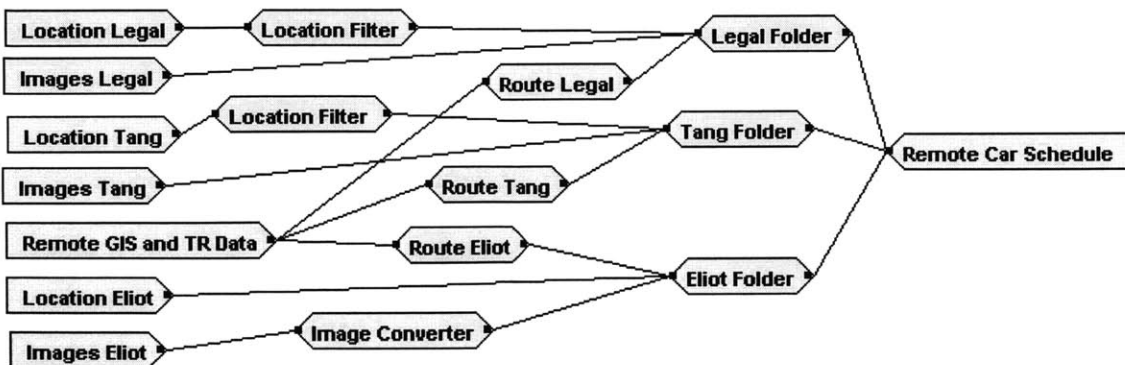 Location Legal
Location Filter
Legal Folder
Images Legal
Route Legal
Location Tang
Location Filter
Tang Folder
Remote Car Schedule
Images Tang
Route Tang
Remote GIS and TR Data
Route Eliot
Eliot Folder
Location Eliot
Image Converter
Images Eliot